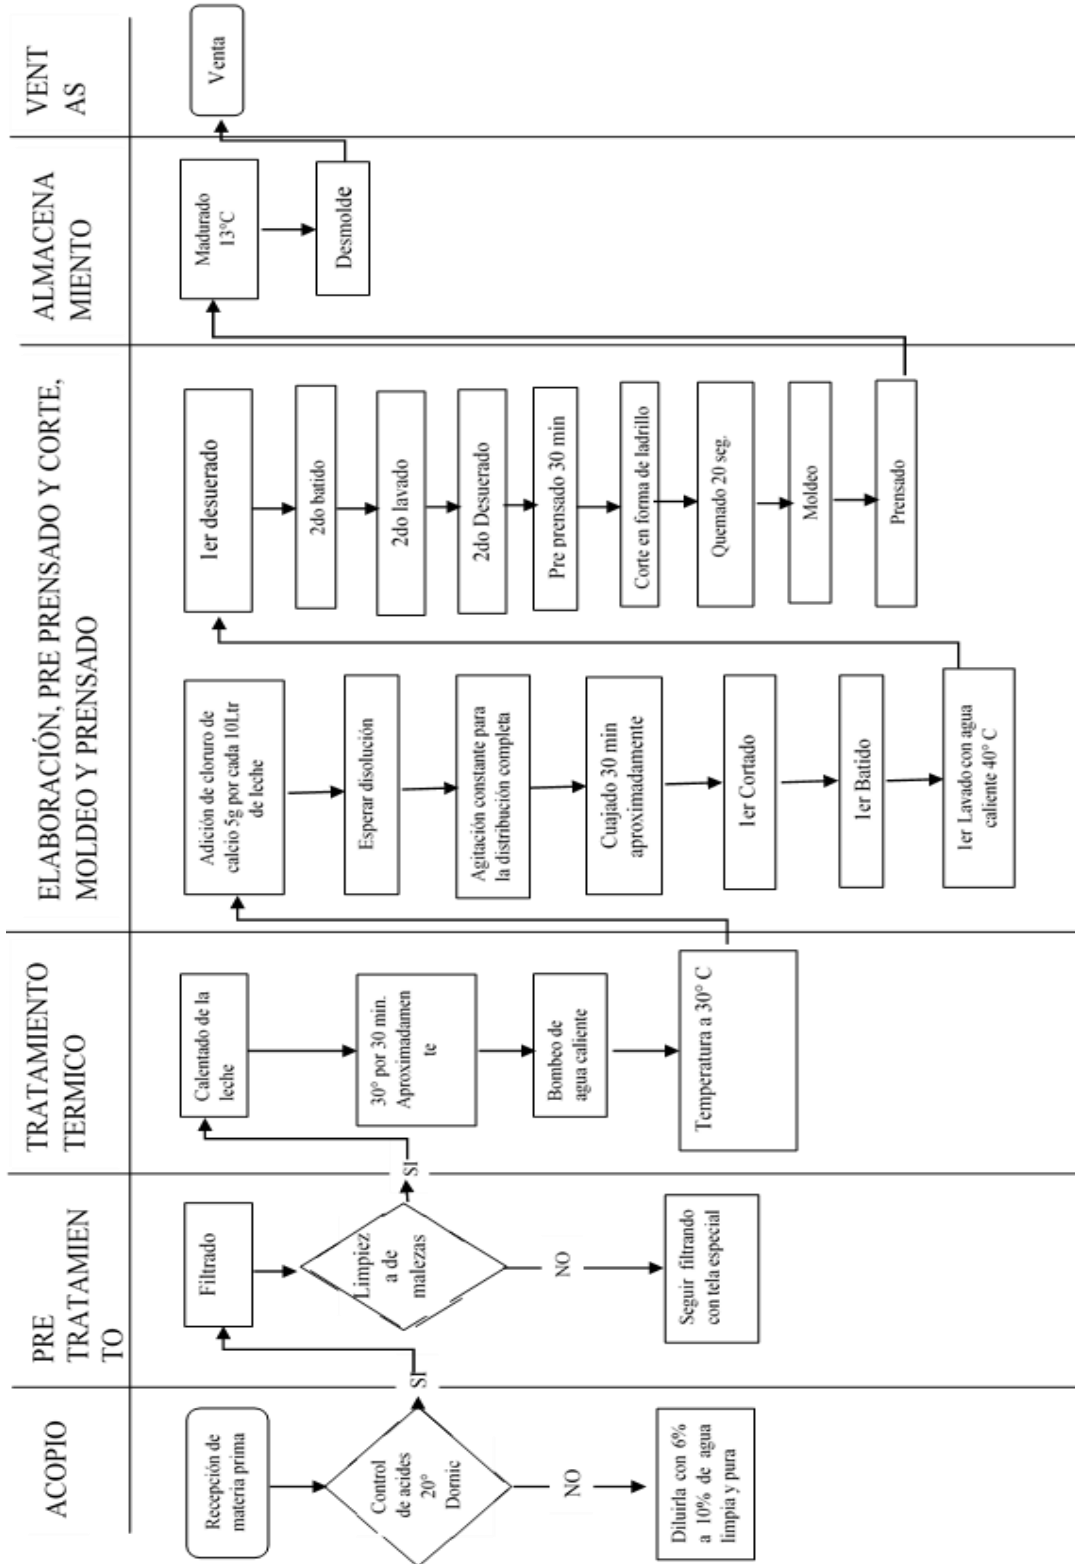 ACOPIO
Recepción de
materia prima
Control
de acides
20°
Dornic
SI
NO
Diluirla con 6%
a 10% de agua
limpia y pura
PRE
TRATAMIEN
TO
Filtrado
Limpiez
a de
malezas
SI
NO
Seguir filtrando
con tela especial
TRATAMIENTO
TERMICO
Calentado de la
leche
30° por 30 min.
Aproximadamen
te
Bombeo de
agua caliente
Temperatura a 30° C
ELABORACIÓN, PRE PRENSADO Y CORTE,
MOLDEO Y PRENSADO
Adición de cloruro de
calcio 5g por cada 10Ltr
de leche
Esperar disolución
Agitación constante para
la distribución completa
Cuajado 30 min
aproximadamente
1er Cortado
1er Batido
1er Lavado con agua
caliente 40° C
1er desuerado
2do batido
2do lavado
2do Desuerado
Pre prensado 30 min
Corte en forma de ladrillo
Quemado 20 seg.
Moldeo
Prensado
ALMACENA
MIENTO
Madurado
13°C
Desmolde
VENT
AS
Venta